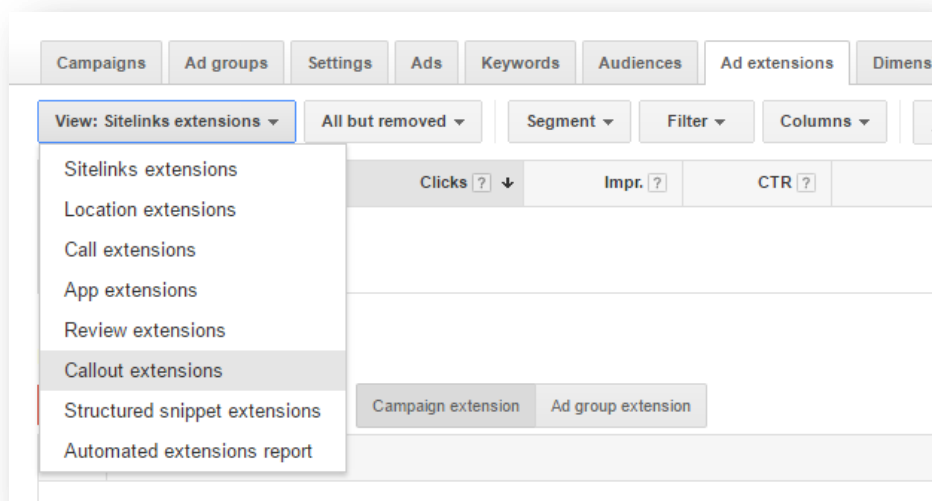 Campaigns Ad groups Settings Ads Keywords Audiences Ad extensions Dimens
View: Sitelinks extensions All but removed Segment Filter Columns
Sitelinks extensions
Clicks ? Impr. ? CTR ?
Location extensions
Call extensions
App extensions
Review extensions
Callout extensions
Structured snippet extensions
Campaign extension Ad group extension
Automated extensions report